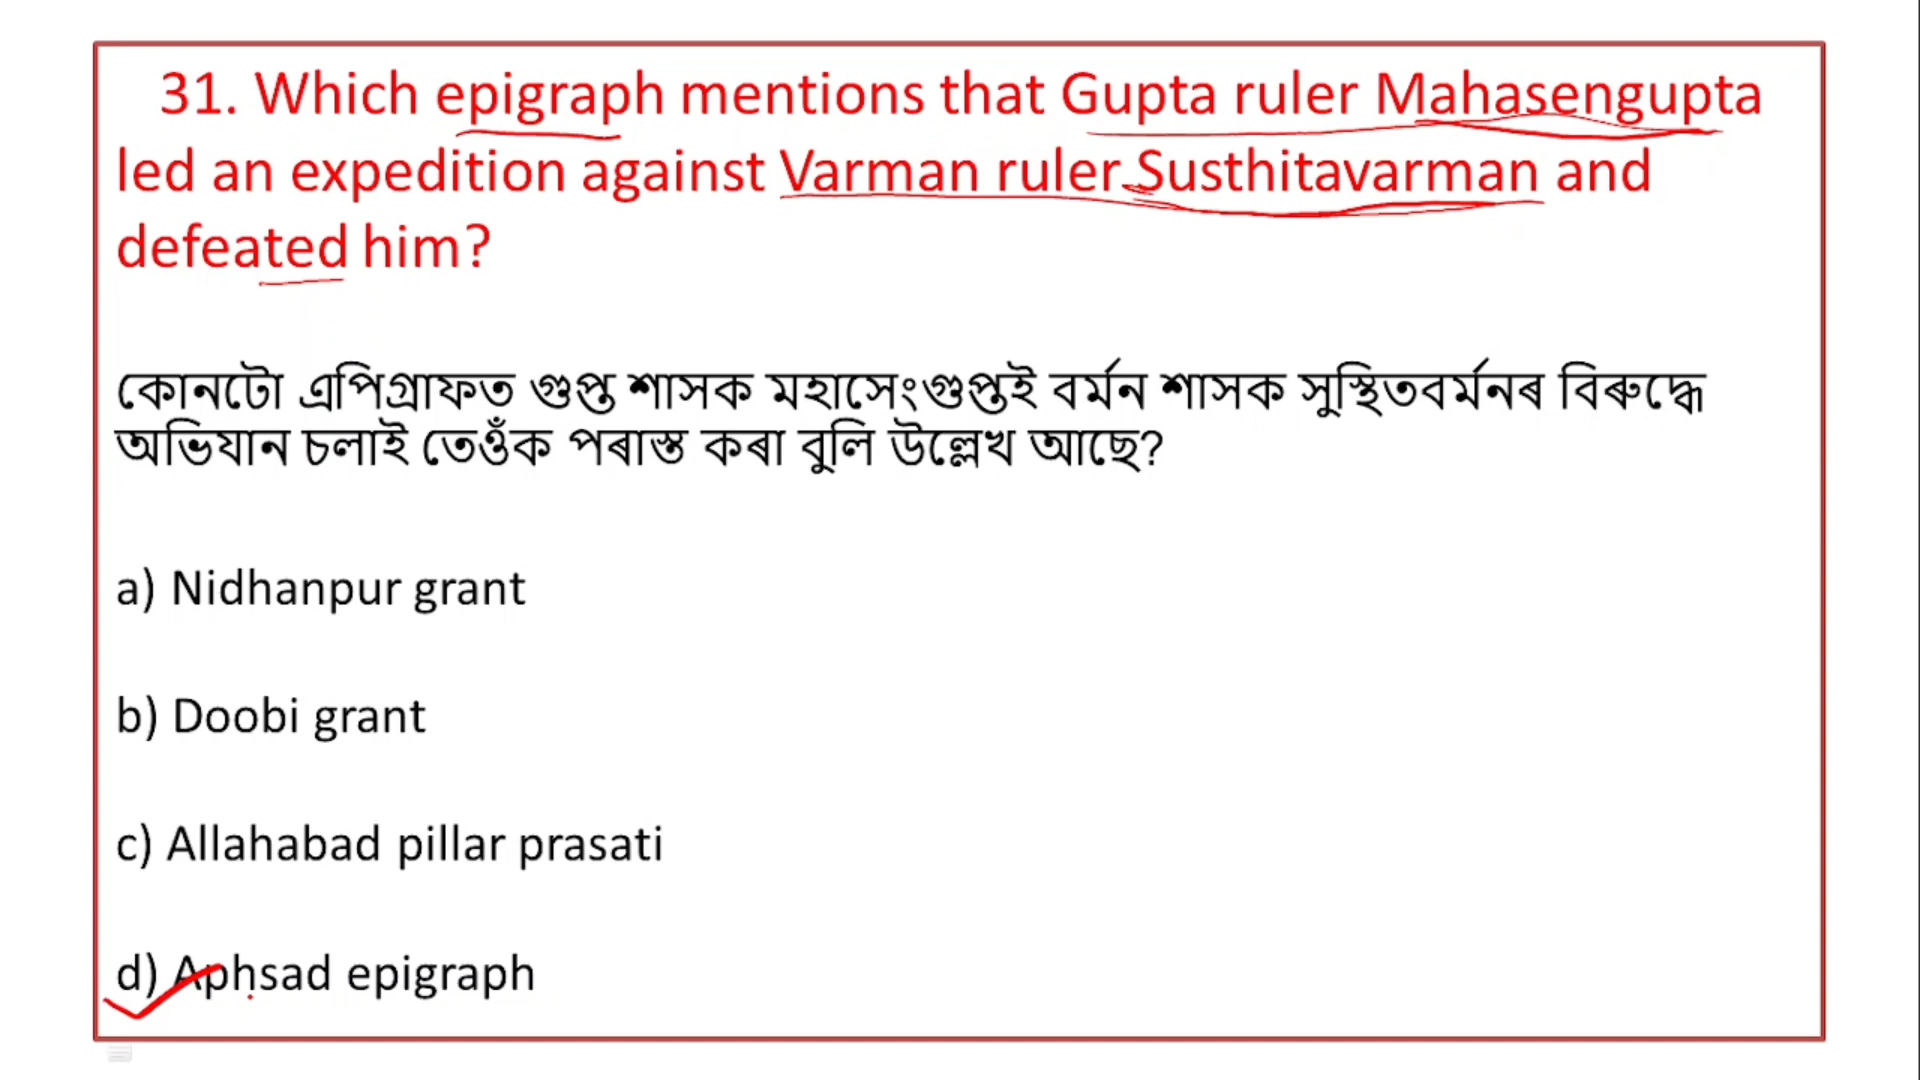 31. Which epigraph mentions that Gupta ruler Mahasengupta
led an expedition against Varman ruler Susthitavarman and
defeated him?
কোনটো এপিগ্ৰাফত গুপ্ত শাসক মহাসেংগুপ্তই বৰ্মন শাসক সুস্থিতবৰ্মনৰ বিৰুদ্ধে
অভিযান চলাই তেওঁক পৰাস্ত কৰা বুলি উল্লেখ আছে?
a) Nidhanpur grant
b) Doobi grant
c) Allahabad pillar prasati
d) Aphsad epigraph